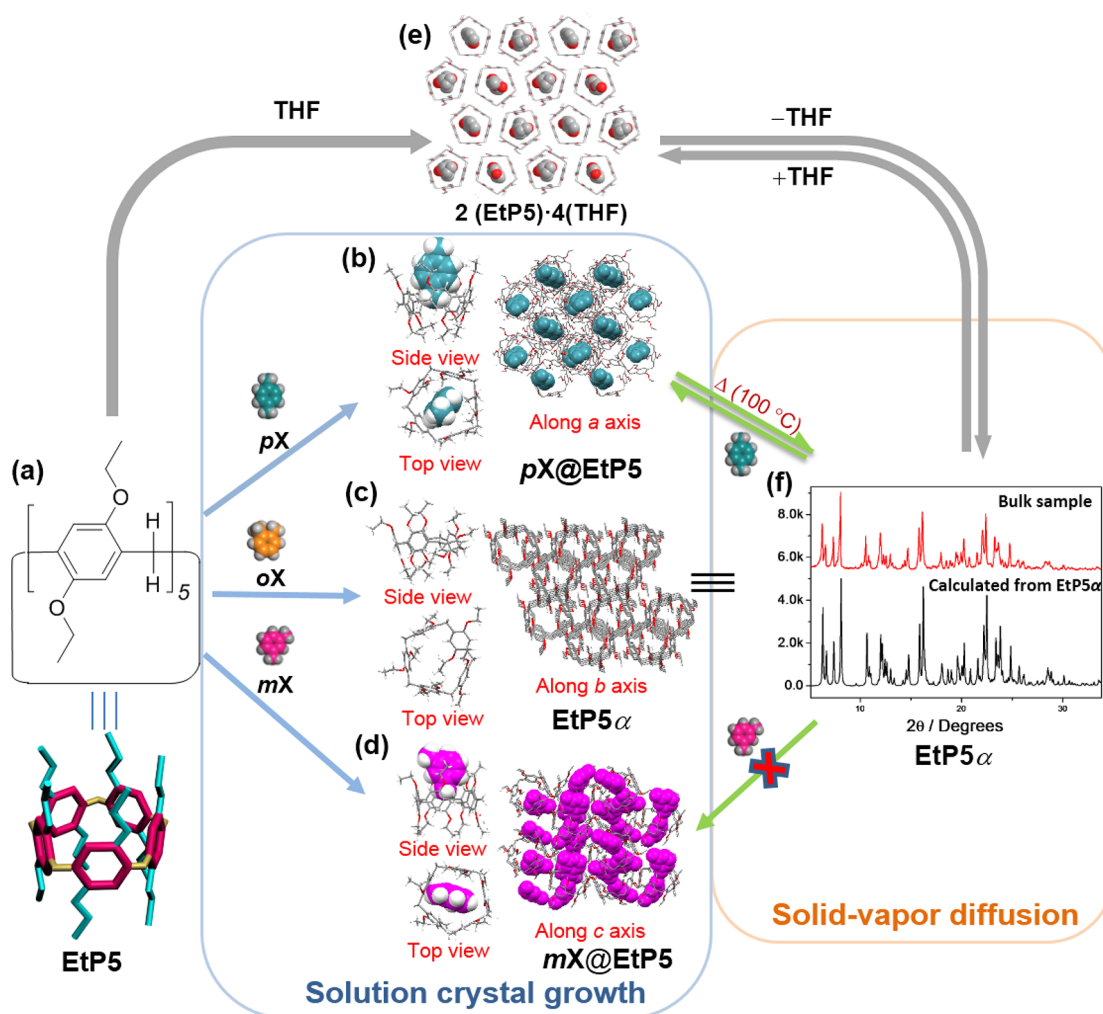 (e)
THF
−THF
+THF
2 (EtP5)·4(THF)
(b)
Side view
Top view
Along a axis
pX@EtP5
pX
Δ (100 °C)
(a)
O
H
H
5
O
EtP5
(c)
oX
Side view
Top view
Along b axis
EtP5α
mX
(d)
Side view
Top view
Along c axis
mX@EtP5
Solution crystal growth
(f)
Bulk sample
6.0k
Calculated from EtP5α
4.0k
2.0k
0.0
10 20 30
2θ / Degrees
EtP5α
Solid-vapor diffusion